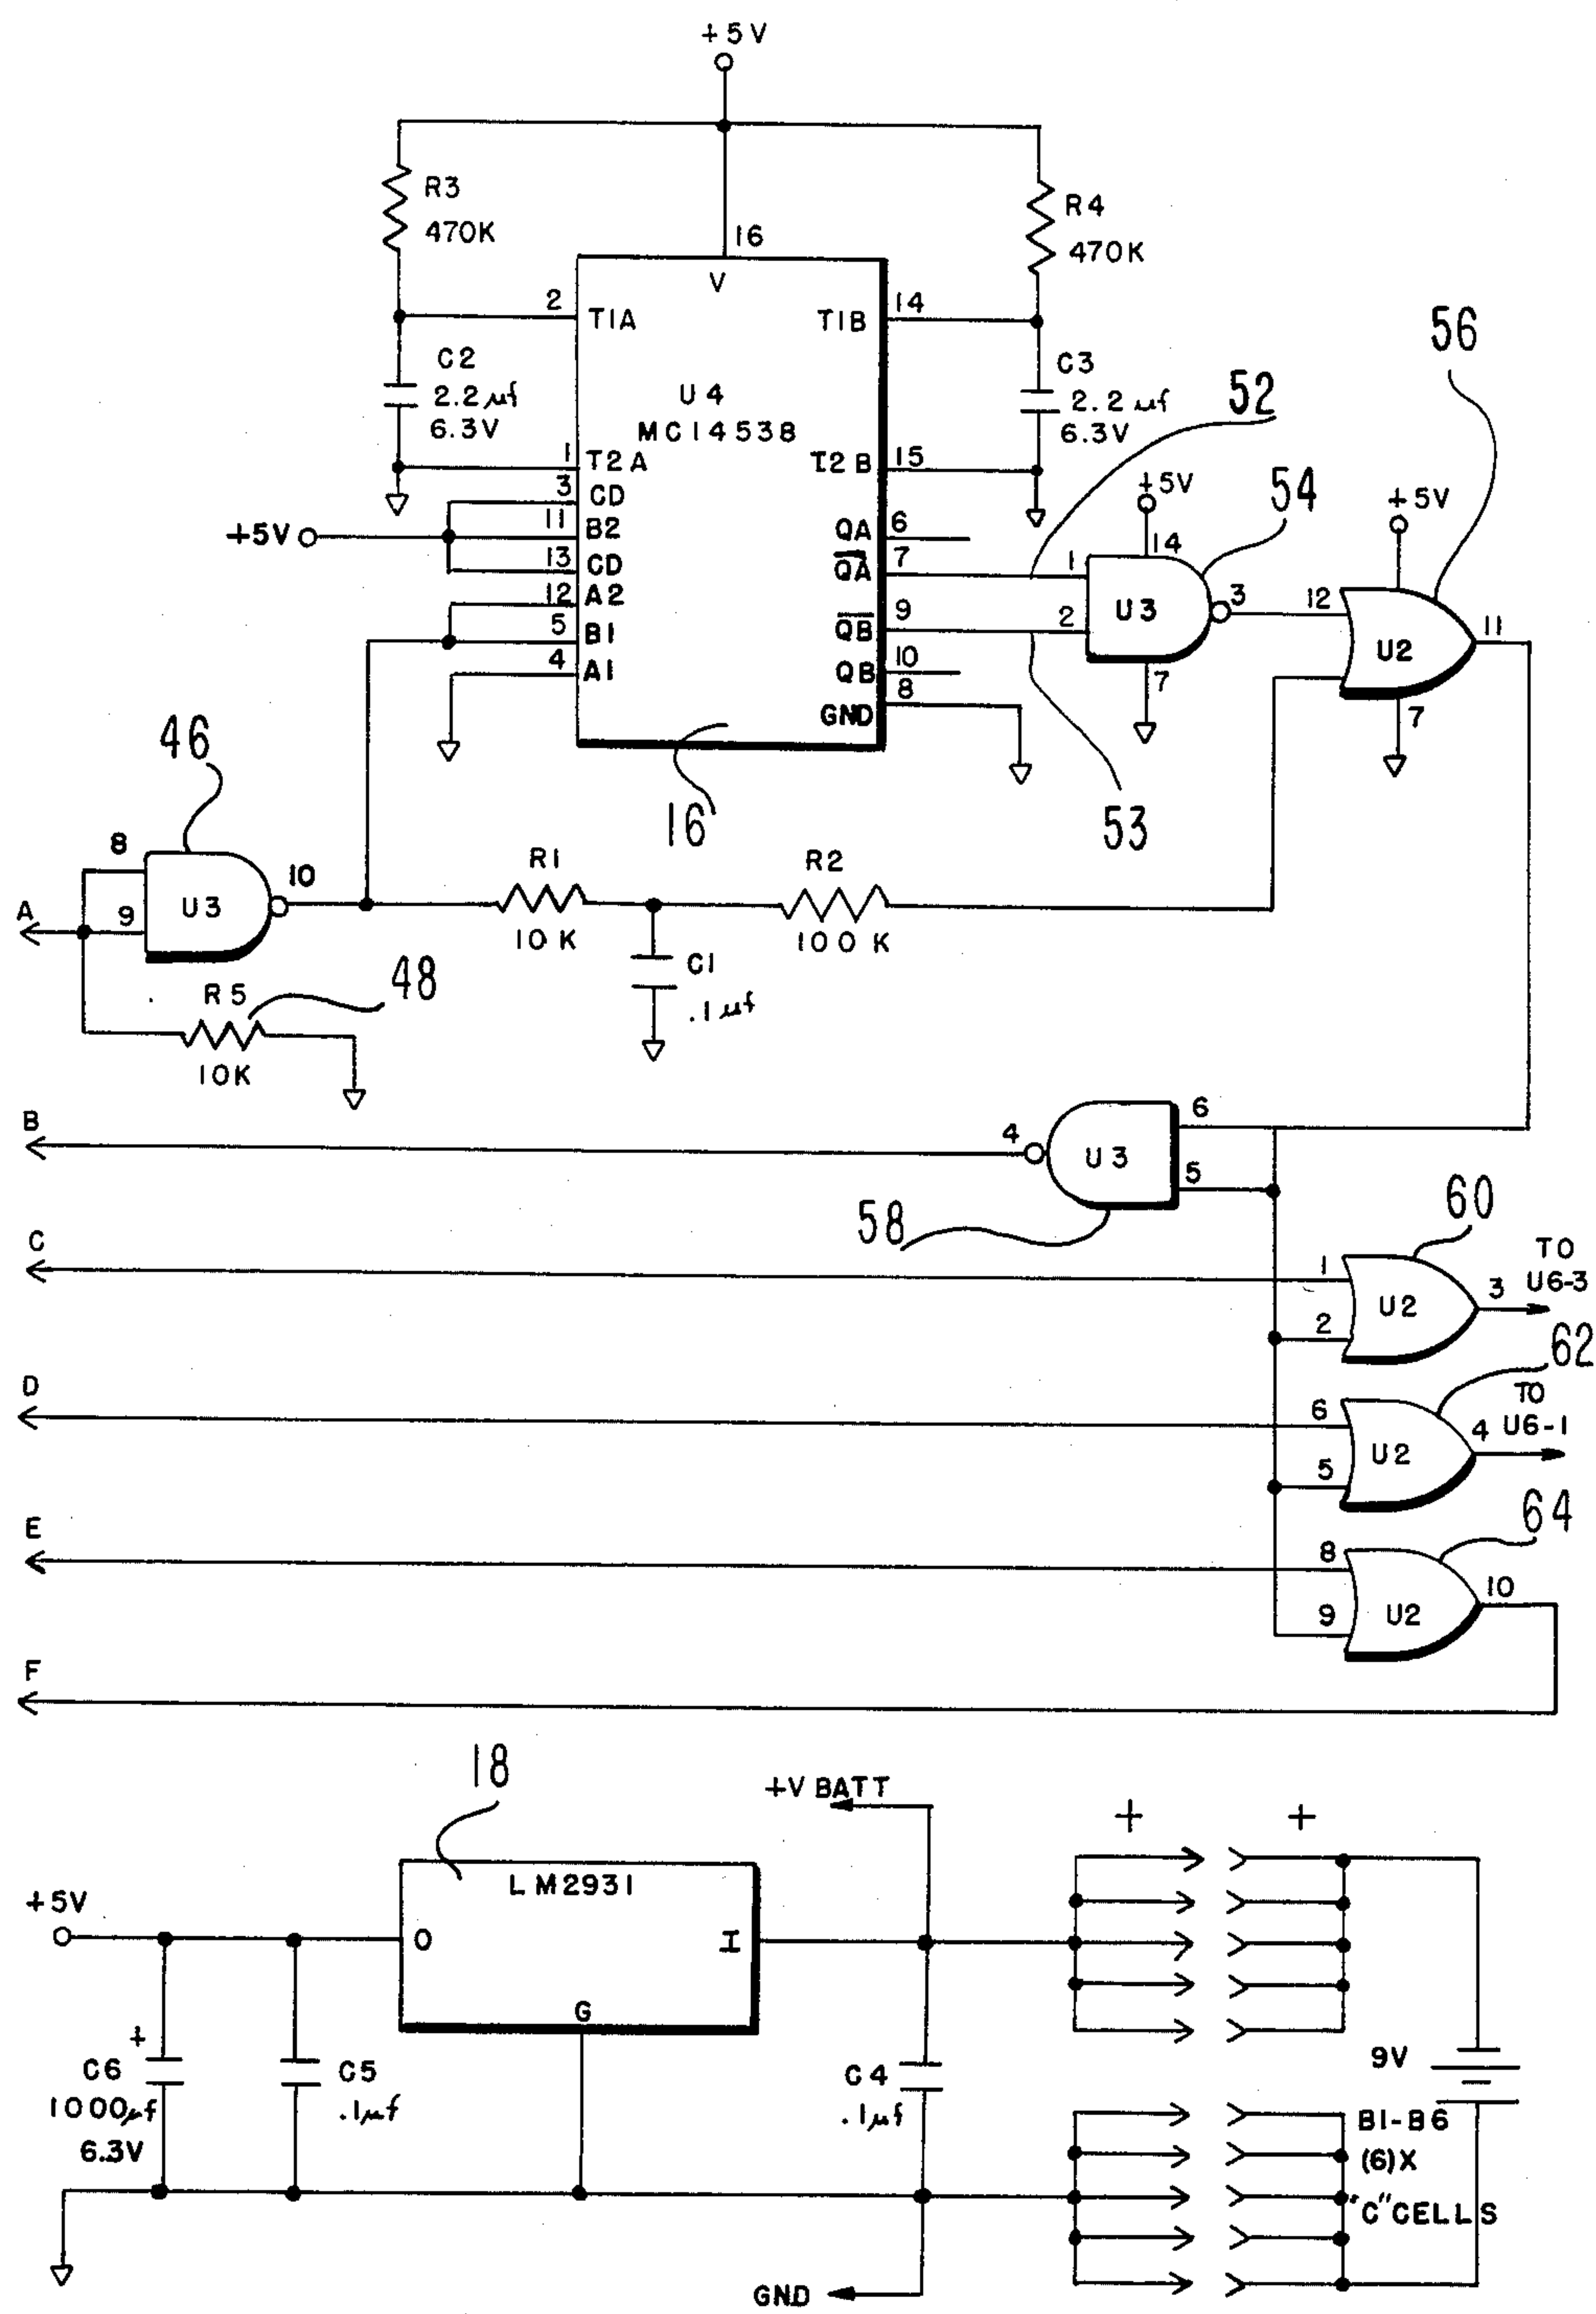 +5V
R3
470K
R4
470K
16
V
2
T1A
14
T1B
C2
2.2 µf
6.3V
C3
2.2 µf
6.3V
U4
MC14538
52
56
1
T2A
15
T2B
3
CD
+5V
11
B2
13
CD
12
A2
5
B1
4
A1
QA
6
QA
7
QB
9
QB
10
GND
8
+5V
14
54
1
2
U3
3
7
+5V
12
U2
11
7
46
16
53
8
9
U3
10
A
R1
10K
R2
100K
C1
.1µf
R5
48
10K
B
4
U3
6
5
58
60
C
1
2
U2
3
TO
U6-3
62
D
6
5
U2
4
TO
U6-1
64
E
8
9
U2
10
F
18
+V BATT
+ +
LM2931
+5V
O
I
G
+
C6
1000µf
6.3V
C5
.1µf
C4
.1µf
9V
B1-B6
(6)X
"C" CELLS
GND